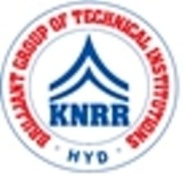 BRILLIANT GROUP OF TECHNICAL INSTITUTIONS
KNRR
· HYD ·